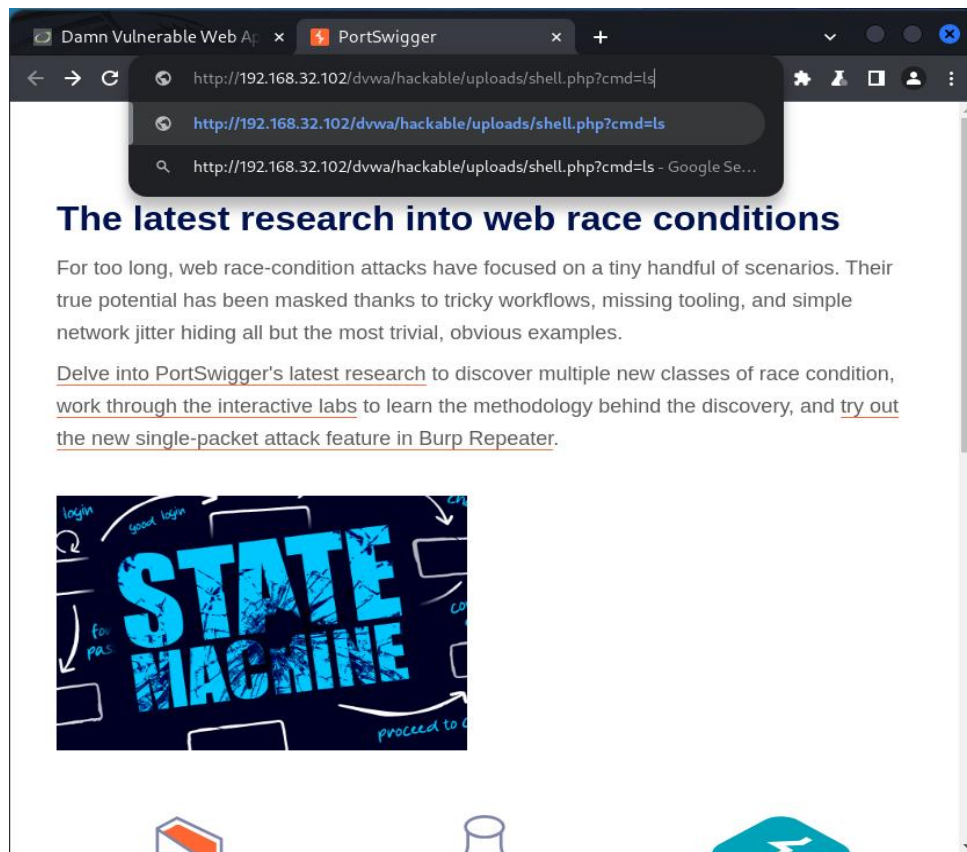 Damn Vulnerable Web Ap
PortSwigger
http://192.168.32.102/dvwa/hackable/uploads/shell.php?cmd=ls
http://192.168.32.102/dvwa/hackable/uploads/shell.php?cmd=ls
http://192.168.32.102/dvwa/hackable/uploads/shell.php?cmd=ls - Google Se...
The latest research into web race conditions
For too long, web race-condition attacks have focused on a tiny handful of scenarios. Their
true potential has been masked thanks to tricky workflows, missing tooling, and simple
network jitter hiding all but the most trivial, obvious examples.
Delve into PortSwigger's latest research to discover multiple new classes of race condition,
work through the interactive labs to learn the methodology behind the discovery, and try out
the new single-packet attack feature in Burp Repeater.
login
good login
STATE
MACHINE
proceed to